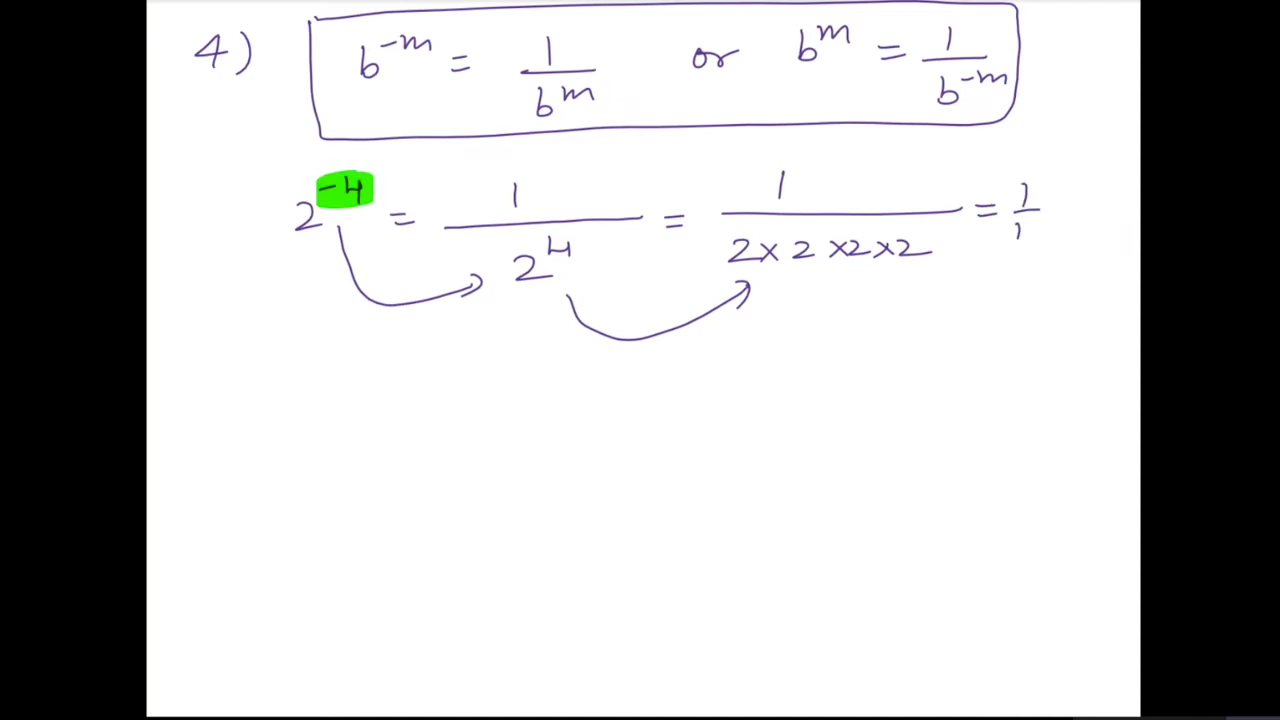 4) b^-m = 1/b^m or b^m = 1/b^-m
2^-4 = 1/2^4 = 1/(2×2×2×2) = 1/1